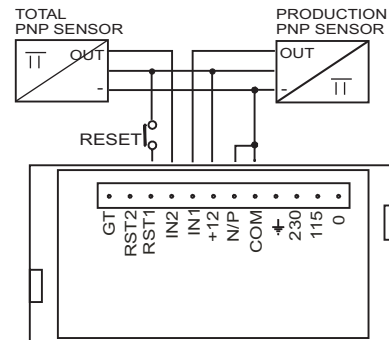 TOTAL
PNP SENSOR
PRODUCTION
PNP SENSOR
OUT
-
OUT
-
RESET
GT
RST2
RST1
IN2
IN1
+12
N/P
COM
230
115
0